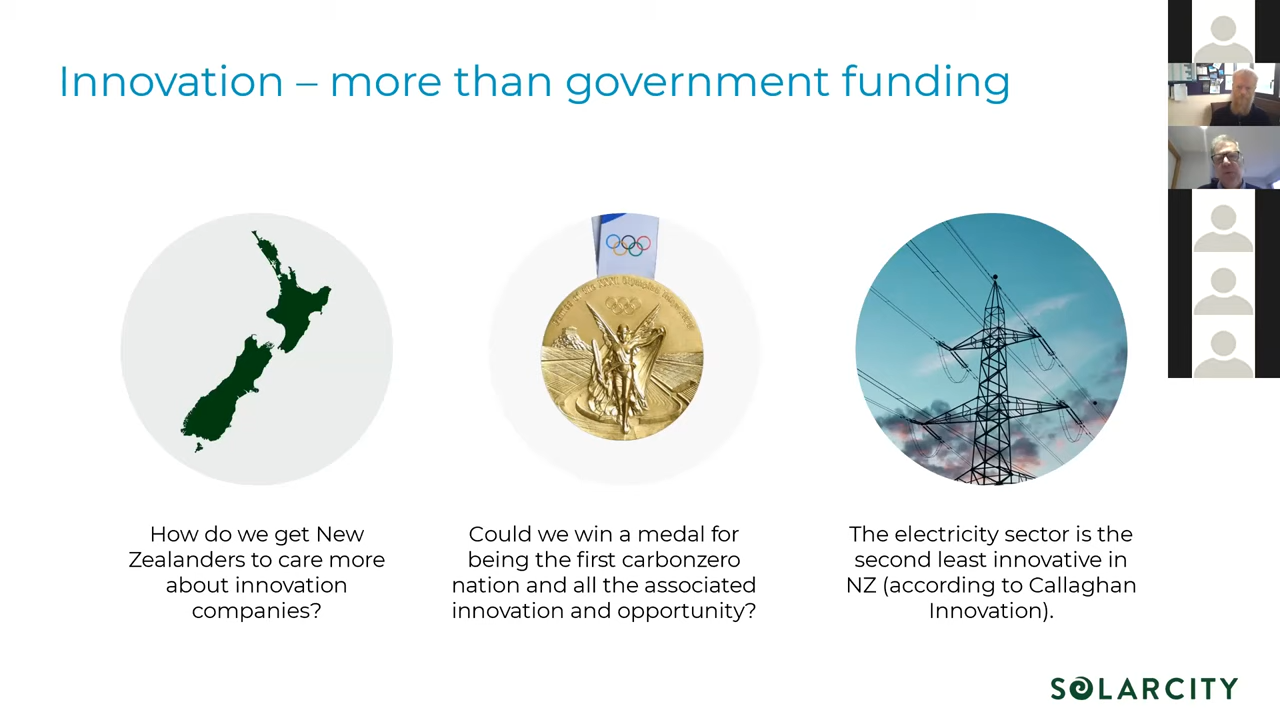 Innovation – more than government funding
How do we get New
Zealanders to care more
about innovation
companies?
Could we win a medal for
being the first carbonzero
nation and all the associated
innovation and opportunity?
The electricity sector is the
second least innovative in
NZ (according to Callaghan
Innovation).
SOLARCITY